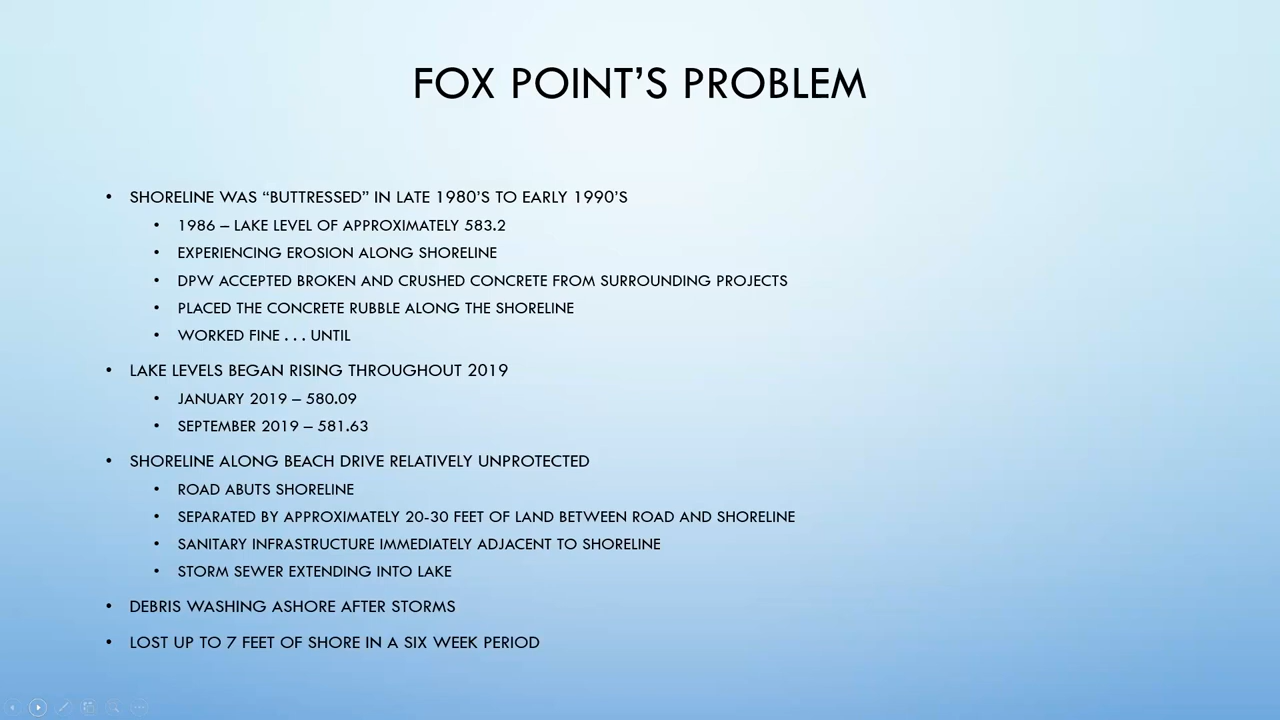 FOX POINT’S PROBLEM
• SHORELINE WAS “BUTTRESSED” IN LATE 1980’S TO EARLY 1990’S
• 1986 – LAKE LEVEL OF APPROXIMATELY 583.2
• EXPERIENCING EROSION ALONG SHORELINE
• DPW ACCEPTED BROKEN AND CRUSHED CONCRETE FROM SURROUNDING PROJECTS
• PLACED THE CONCRETE RUBBLE ALONG THE SHORELINE
• WORKED FINE . . . UNTIL
• LAKE LEVELS BEGAN RISING THROUGHOUT 2019
• JANUARY 2019 – 580.09
• SEPTEMBER 2019 – 581.63
• SHORELINE ALONG BEACH DRIVE RELATIVELY UNPROTECTED
• ROAD ABUTS SHORELINE
• SEPARATED BY APPROXIMATELY 20-30 FEET OF LAND BETWEEN ROAD AND SHORELINE
• SANITARY INFRASTRUCTURE IMMEDIATELY ADJACENT TO SHORELINE
• STORM SEWER EXTENDING INTO LAKE
• DEBRIS WASHING ASHORE AFTER STORMS
• LOST UP TO 7 FEET OF SHORE IN A SIX WEEK PERIOD